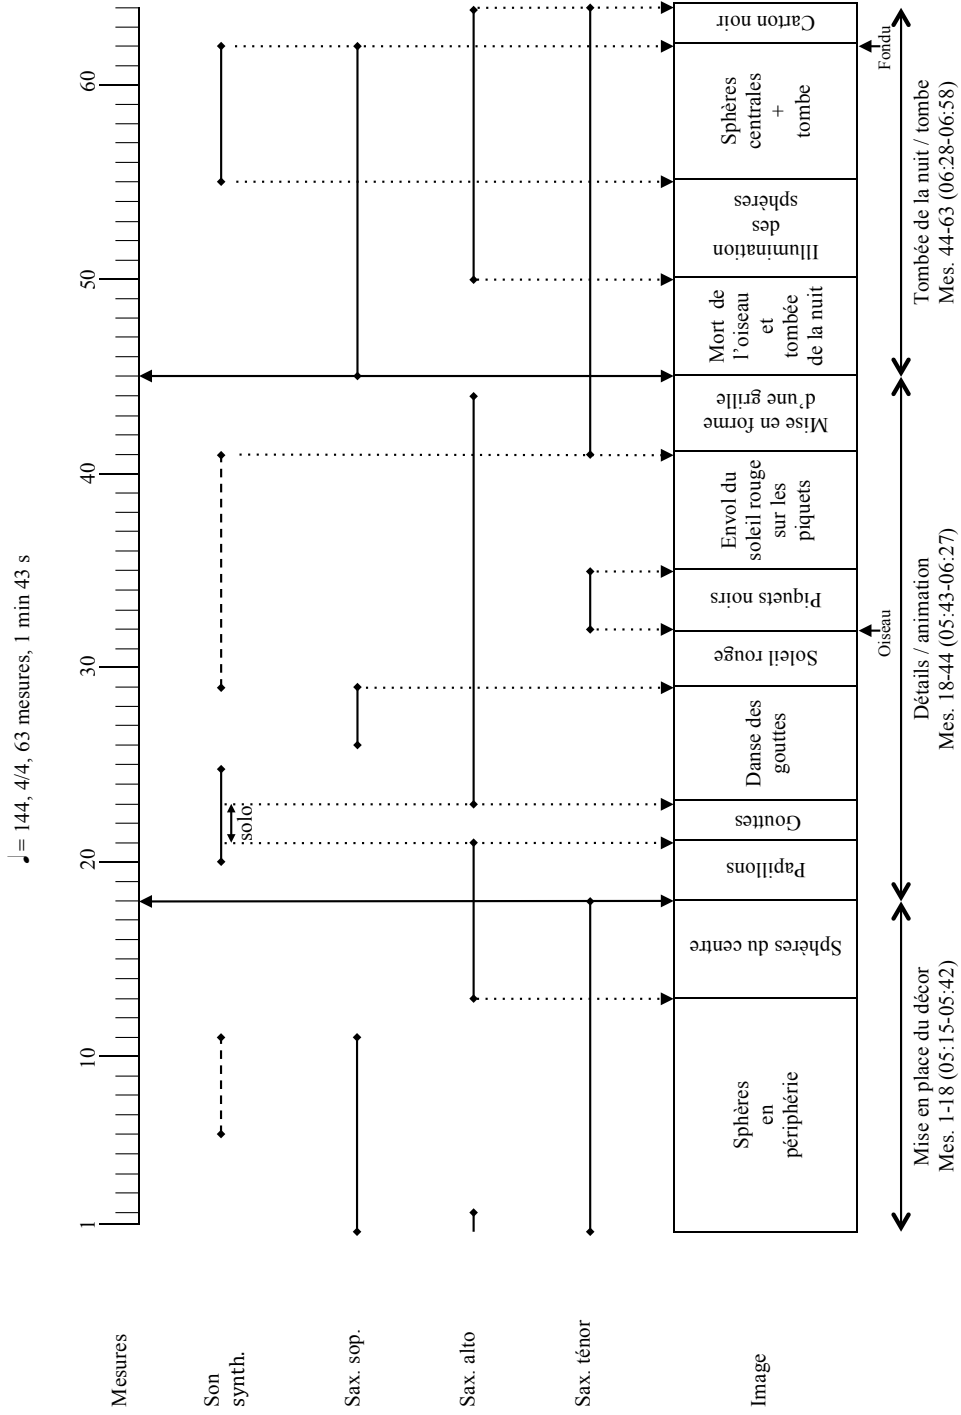 ♩ = 144, 4/4, 63 mesures, 1 min 43 s
Mesures
1
10
20
30
40
50
60
Son
synth.
solo
Sax. sop.
Sax. alto
Sax. ténor
Image
Sphères
en
périphérie
Sphères du centre
Papillons
Gouttes
Danse des
gouttes
Soleil rouge
Piquets noirs
Envol du
soleil rouge
sur les
piquets
Mise en forme
d'une grille
Mort de
l'oiseau
et
tombée
de la nuit
Illumination
des
sphères
Sphères
centrales
+
tombe
Carton noir
Oiseau
Fondu
Mise en place du décor
Mes. 1-18 (05:15-05:42)
Détails / animation
Mes. 18-44 (05:43-06:27)
Tombée de la nuit / tombe
Mes. 44-63 (06:28-06:58)